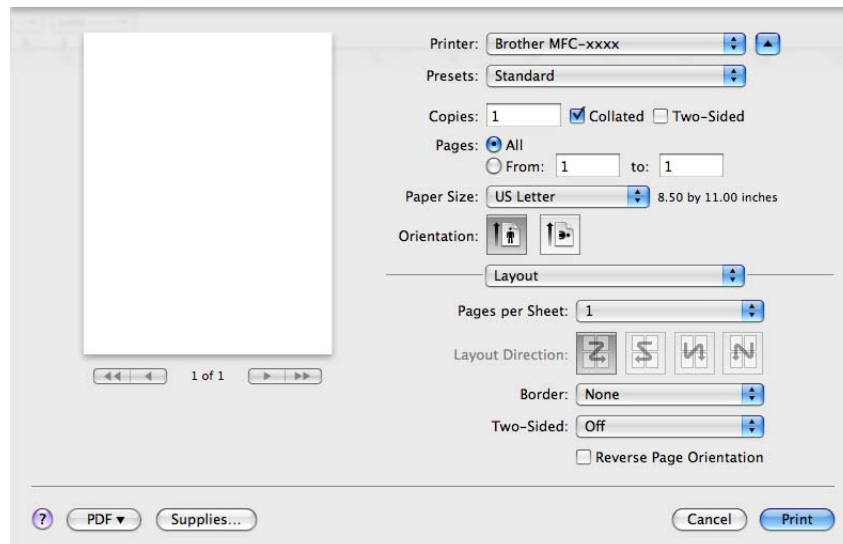 Printer: Brother MFC-xxxx
Presets: Standard
Copies: 1 Collated Two-Sided
Pages: All
From: 1 to: 1
Paper Size: US Letter 8.50 by 11.00 inches
Orientation:
Layout
Pages per Sheet: 1
Layout Direction:
1 of 1
Border: None
Two-Sided: Off
Reverse Page Orientation
? PDF▼ Supplies... Cancel Print